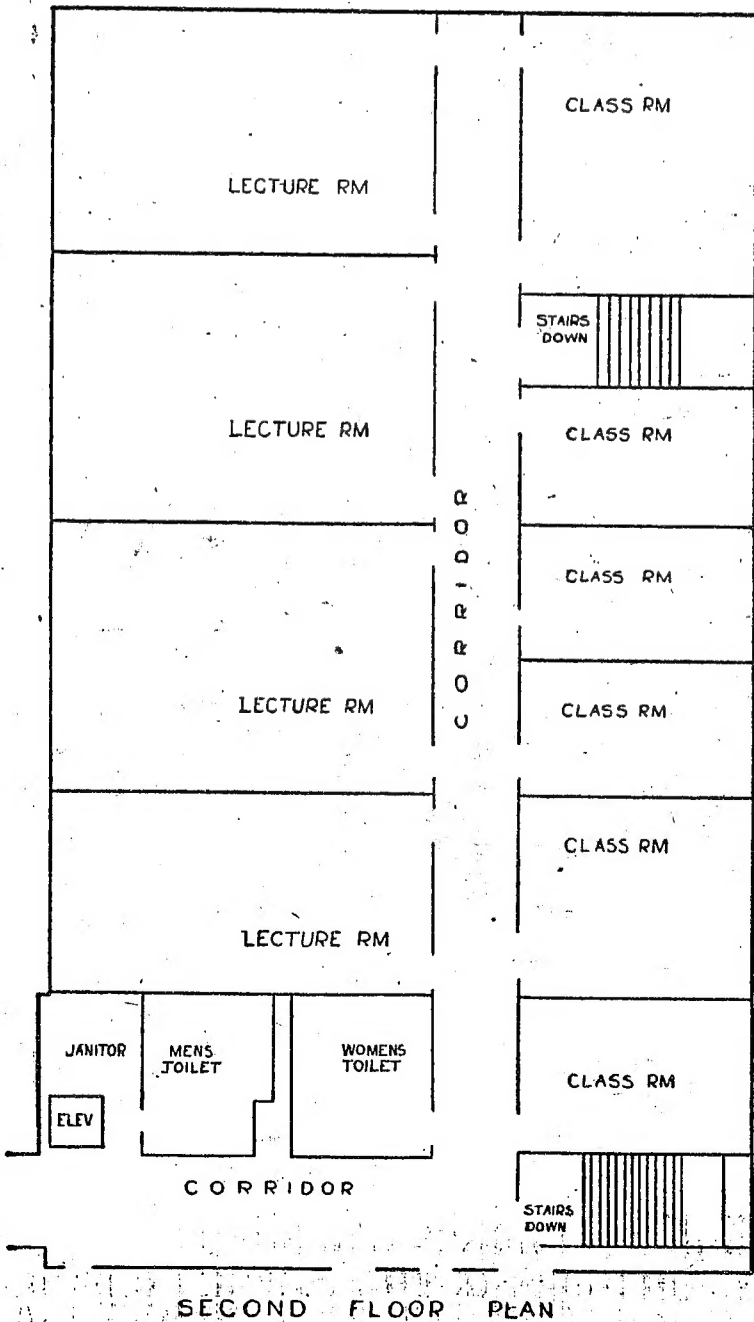 CLASS RM
LECTURE RM
STAIRS
DOWN
LECTURE RM
CLASS RM
CORRIDOR
CLASS RM
LECTURE RM
CLASS RM
CLASS RM
LECTURE RM
JANITOR
MENS
TOILET
WOMENS
TOILET
CLASS RM
ELEV
CORRIDOR
STAIRS
DOWN
SECOND FLOOR PLAN